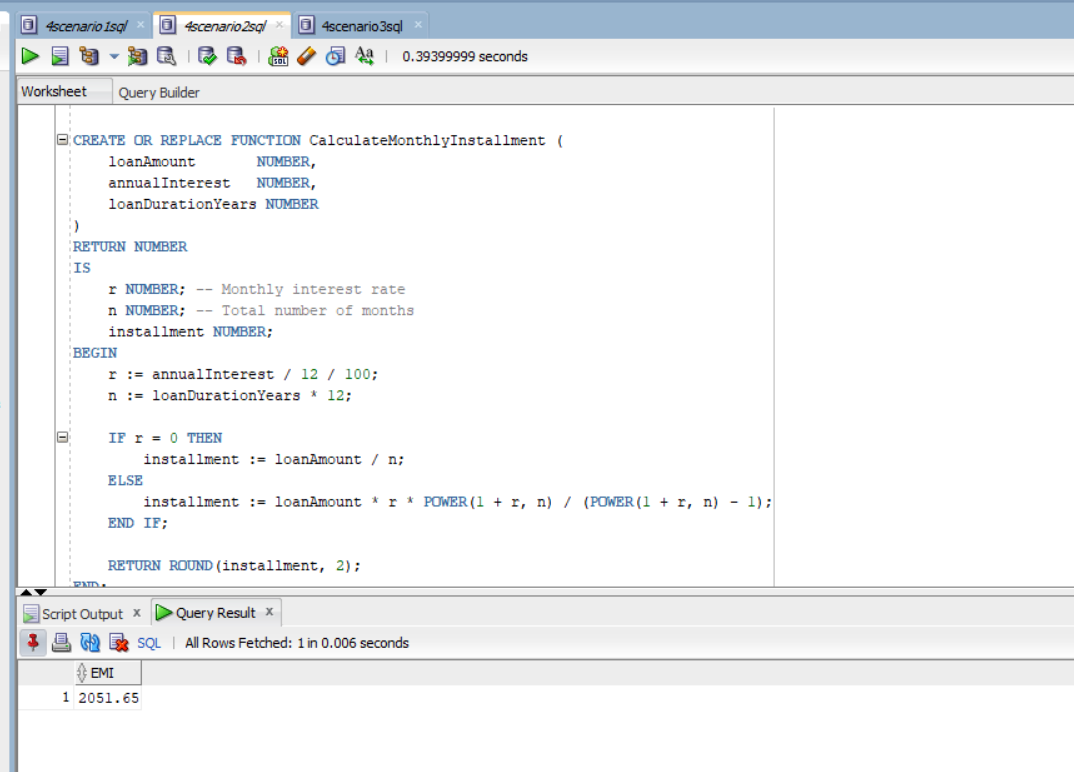 4scenario1sql × 4scenario2sql × 4scenario3sql ×
SQL Aa 0.39399999 seconds
Worksheet Query Builder
CREATE OR REPLACE FUNCTION CalculateMonthlyInstallment (
    loanAmount       NUMBER,
    annualInterest   NUMBER,
    loanDurationYears NUMBER
)
RETURN NUMBER
IS
    r NUMBER; -- Monthly interest rate
    n NUMBER; -- Total number of months
    installment NUMBER;
BEGIN
    r := annualInterest / 12 / 100;
    n := loanDurationYears * 12;
    IF r = 0 THEN
        installment := loanAmount / n;
    ELSE
        installment := loanAmount * r * POWER(1 + r, n) / (POWER(1 + r, n) - 1);
    END IF;
    RETURN ROUND(installment, 2);
END;
Script Output × Query Result ×
SQL | All Rows Fetched: 1 in 0.006 seconds
EMI
1 2051.65